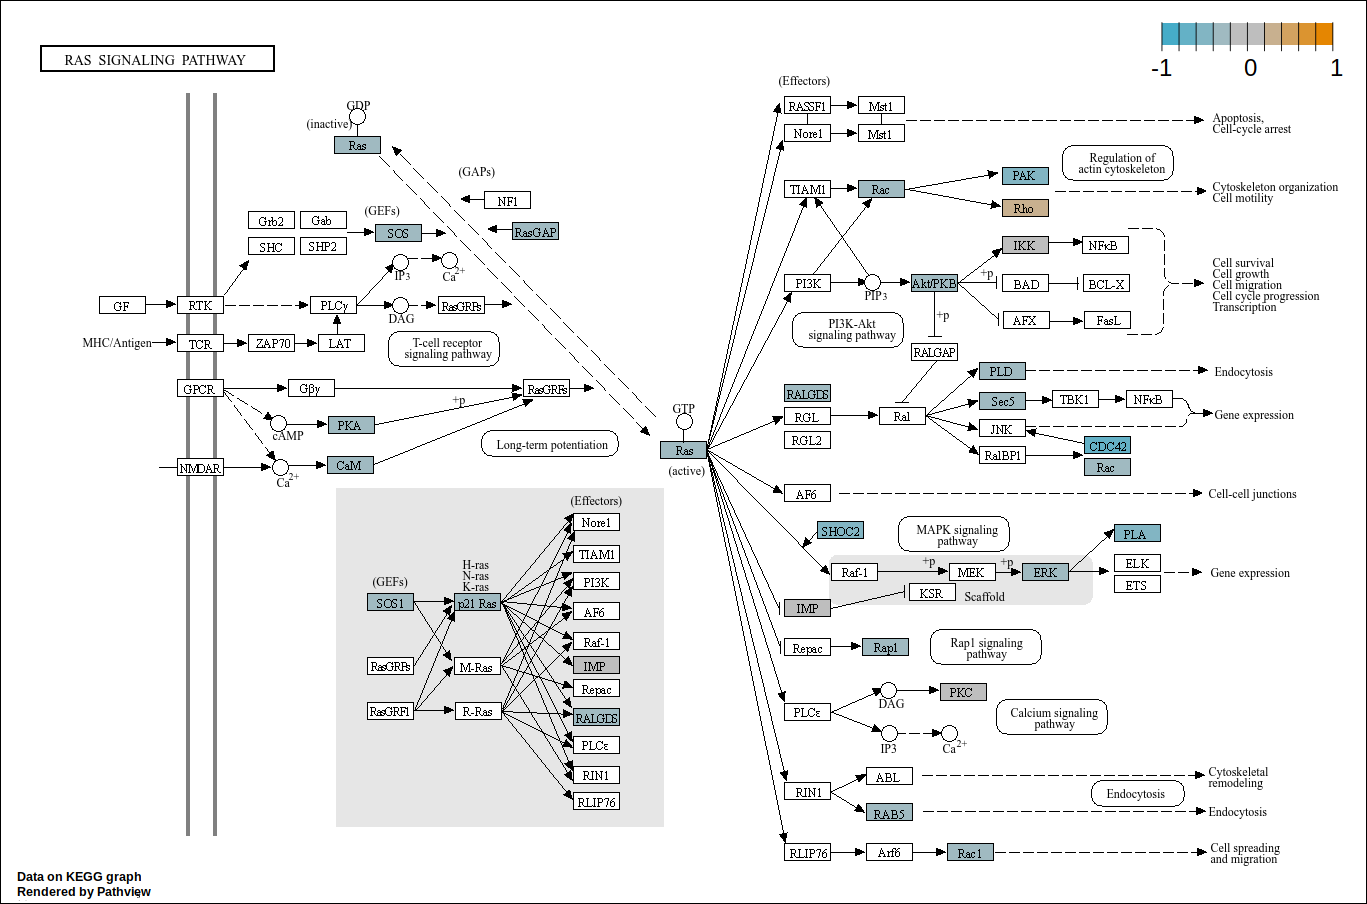 RAS SIGNALING PATHWAY
-1 0 1
GDP
(inactive)
Ras
(GAPs)
NF1
RasGAP
(GEFs)
Grb2 Gab
SHC SHP2
SOS
IP3
Ca2+
GF
RTK
PLCγ
DAG
RasGRPs
MHC/Antigen
TCR
ZAP70
LAT
T-cell receptor
signaling pathway
GPCR
Gβγ
RasGRFs
+p
cAMP
PKA
Long-term potentiation
NMDAR
Ca2+
CaM
GTP
Ras
(active)
(Effectors)
RASSF1
Mst1
Nore1
Mst1
Apoptosis,
Cell-cycle arrest
Regulation of
actin cytoskeleton
TIAM1
Rac
PAK
Rho
Cytoskeleton organization
Cell motility
PI3K
PIP3
Akt/PKB
+p
IKK
NFκB
BAD
BCL-X
AFX
FasL
Cell survival
Cell growth
Cell migration
Cell cycle progression
Transcription
PI3K-Akt
signaling pathway
+p
RALGAP
RALGDS
RGL
RGL2
Ral
PLD
Endocytosis
Sec5
TBK1
NFκB
JNK
Gene expression
RalBP1
CDC42
Rac
AF6
Cell-cell junctions
SHOC2
MAPK signaling
pathway
PLA
Raf-1
+p
MEK
+p
ERK
ELK
ETS
Gene expression
KSR
Scaffold
IMP
Repac
Rap1
Rap1 signaling
pathway
PLCε
DAG
PKC
IP3
Ca2+
Calcium signaling
pathway
RIN1
ABL
Cytoskeletal
remodeling
RAB5
Endocytosis
Endocytosis
RLIP76
Arf6
Rac1
Cell spreading
and migration
(Effectors)
H-ras
N-ras
K-ras
(GEFs)
SOS1
p21 Ras
RasGRPs
M-Ras
RasGRF1
R-Ras
Nore1
TIAM1
PI3K
AF6
Raf-1
IMP
Repac
RALGDS
PLCε
RIN1
RLIP76
Data on KEGG graph
Rendered by Pathview